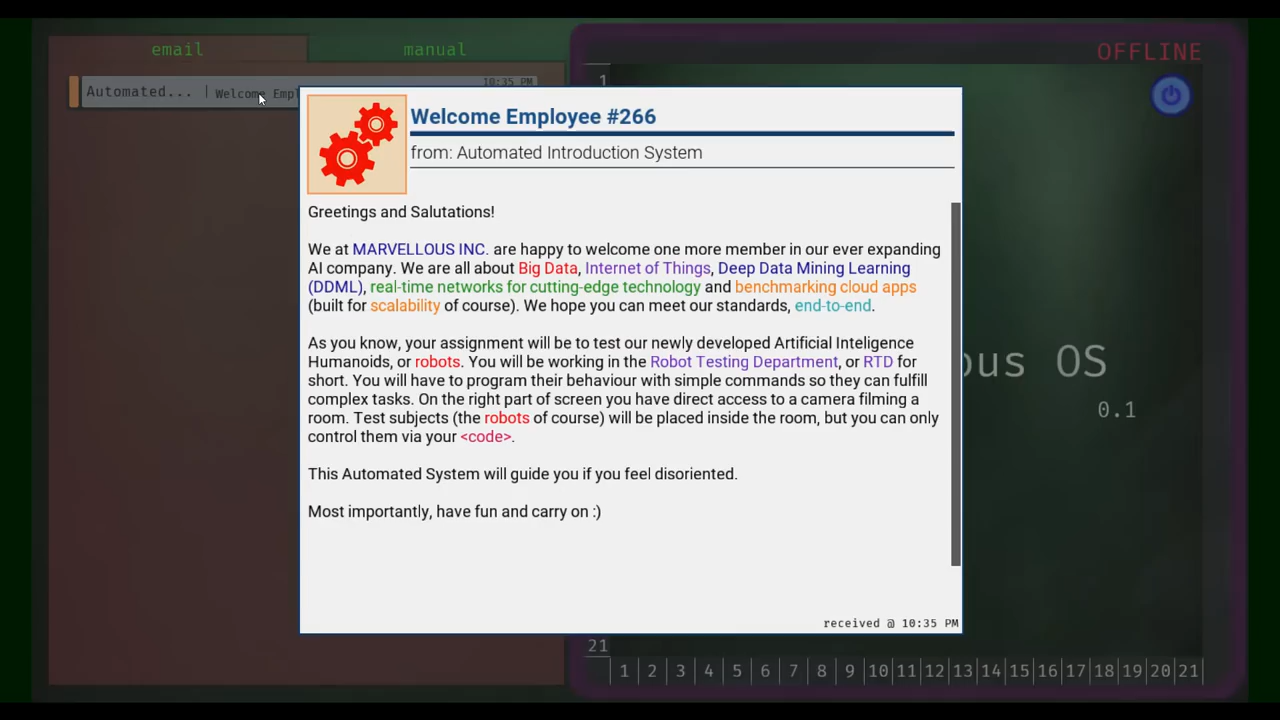 email
manual
OFFLINE
Automated... | Welcome Empl
10:35 PM
1
Welcome Employee #266
from: Automated Introduction System
Greetings and Salutations!
We at MARVELLOUS INC. are happy to welcome one more member in our ever expanding
AI company. We are all about Big Data, Internet of Things, Deep Data Mining Learning
(DDML), real-time networks for cutting-edge technology and benchmarking cloud apps
(built for scalability of course). We hope you can meet our standards, end-to-end.
As you know, your assignment will be to test our newly developed Artificial Inteligence
Humanoids, or robots. You will be working in the Robot Testing Department, or RTD for
short. You will have to program their behaviour with simple commands so they can fulfill
complex tasks. On the right part of screen you have direct access to a camera filming a
room. Test subjects (the robots of course) will be placed inside the room, but you can only
control them via your <code>.
This Automated System will guide you if you feel disoriented.
Most importantly, have fun and carry on :)
received @ 10:35 PM
ous OS
0.1
21
1 2 3 4 5 6 7 8 9 10 11 12 13 14 15 16 17 18 19 20 21